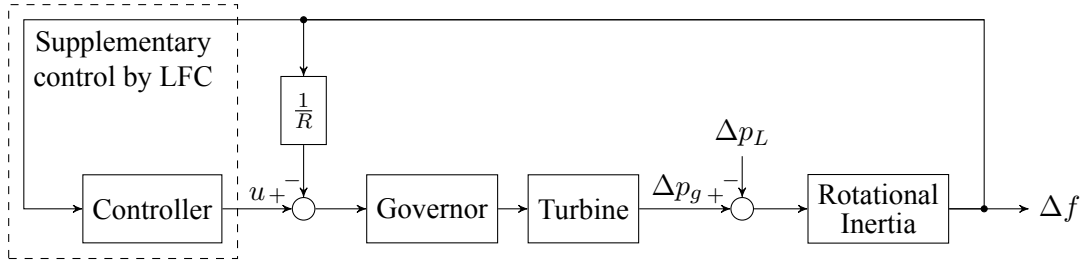 Supplementary
control by LFC
1
R
Δp_L
u + −
Δp_g + −
Controller
Governor
Turbine
Rotational
Inertia
Δf